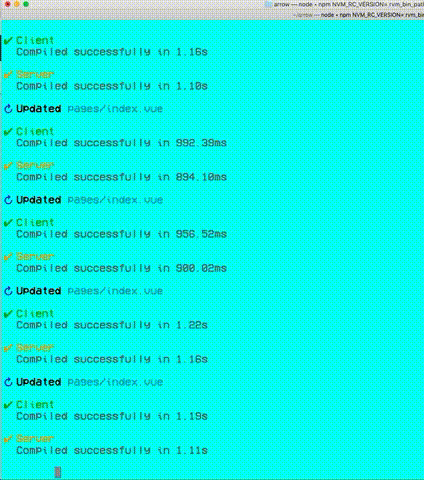 arrow — node • npm NVM_RC_VERSION= rvm_bin_pat
~/arrow — node • npm NVM_RC_VERSION= rvm_bin
✔ Client
Compiled successfully in 1.16s
✔ Server
Compiled successfully in 1.10s
↻ Updated pages/index.vue
✔ Client
Compiled successfully in 992.39ms
✔ Server
Compiled successfully in 894.10ms
↻ Updated pages/index.vue
✔ Client
Compiled successfully in 956.52ms
✔ Server
Compiled successfully in 900.02ms
↻ Updated pages/index.vue
✔ Client
Compiled successfully in 1.22s
✔ Server
Compiled successfully in 1.16s
↻ Updated pages/index.vue
✔ Client
Compiled successfully in 1.19s
✔ Server
Compiled successfully in 1.11s